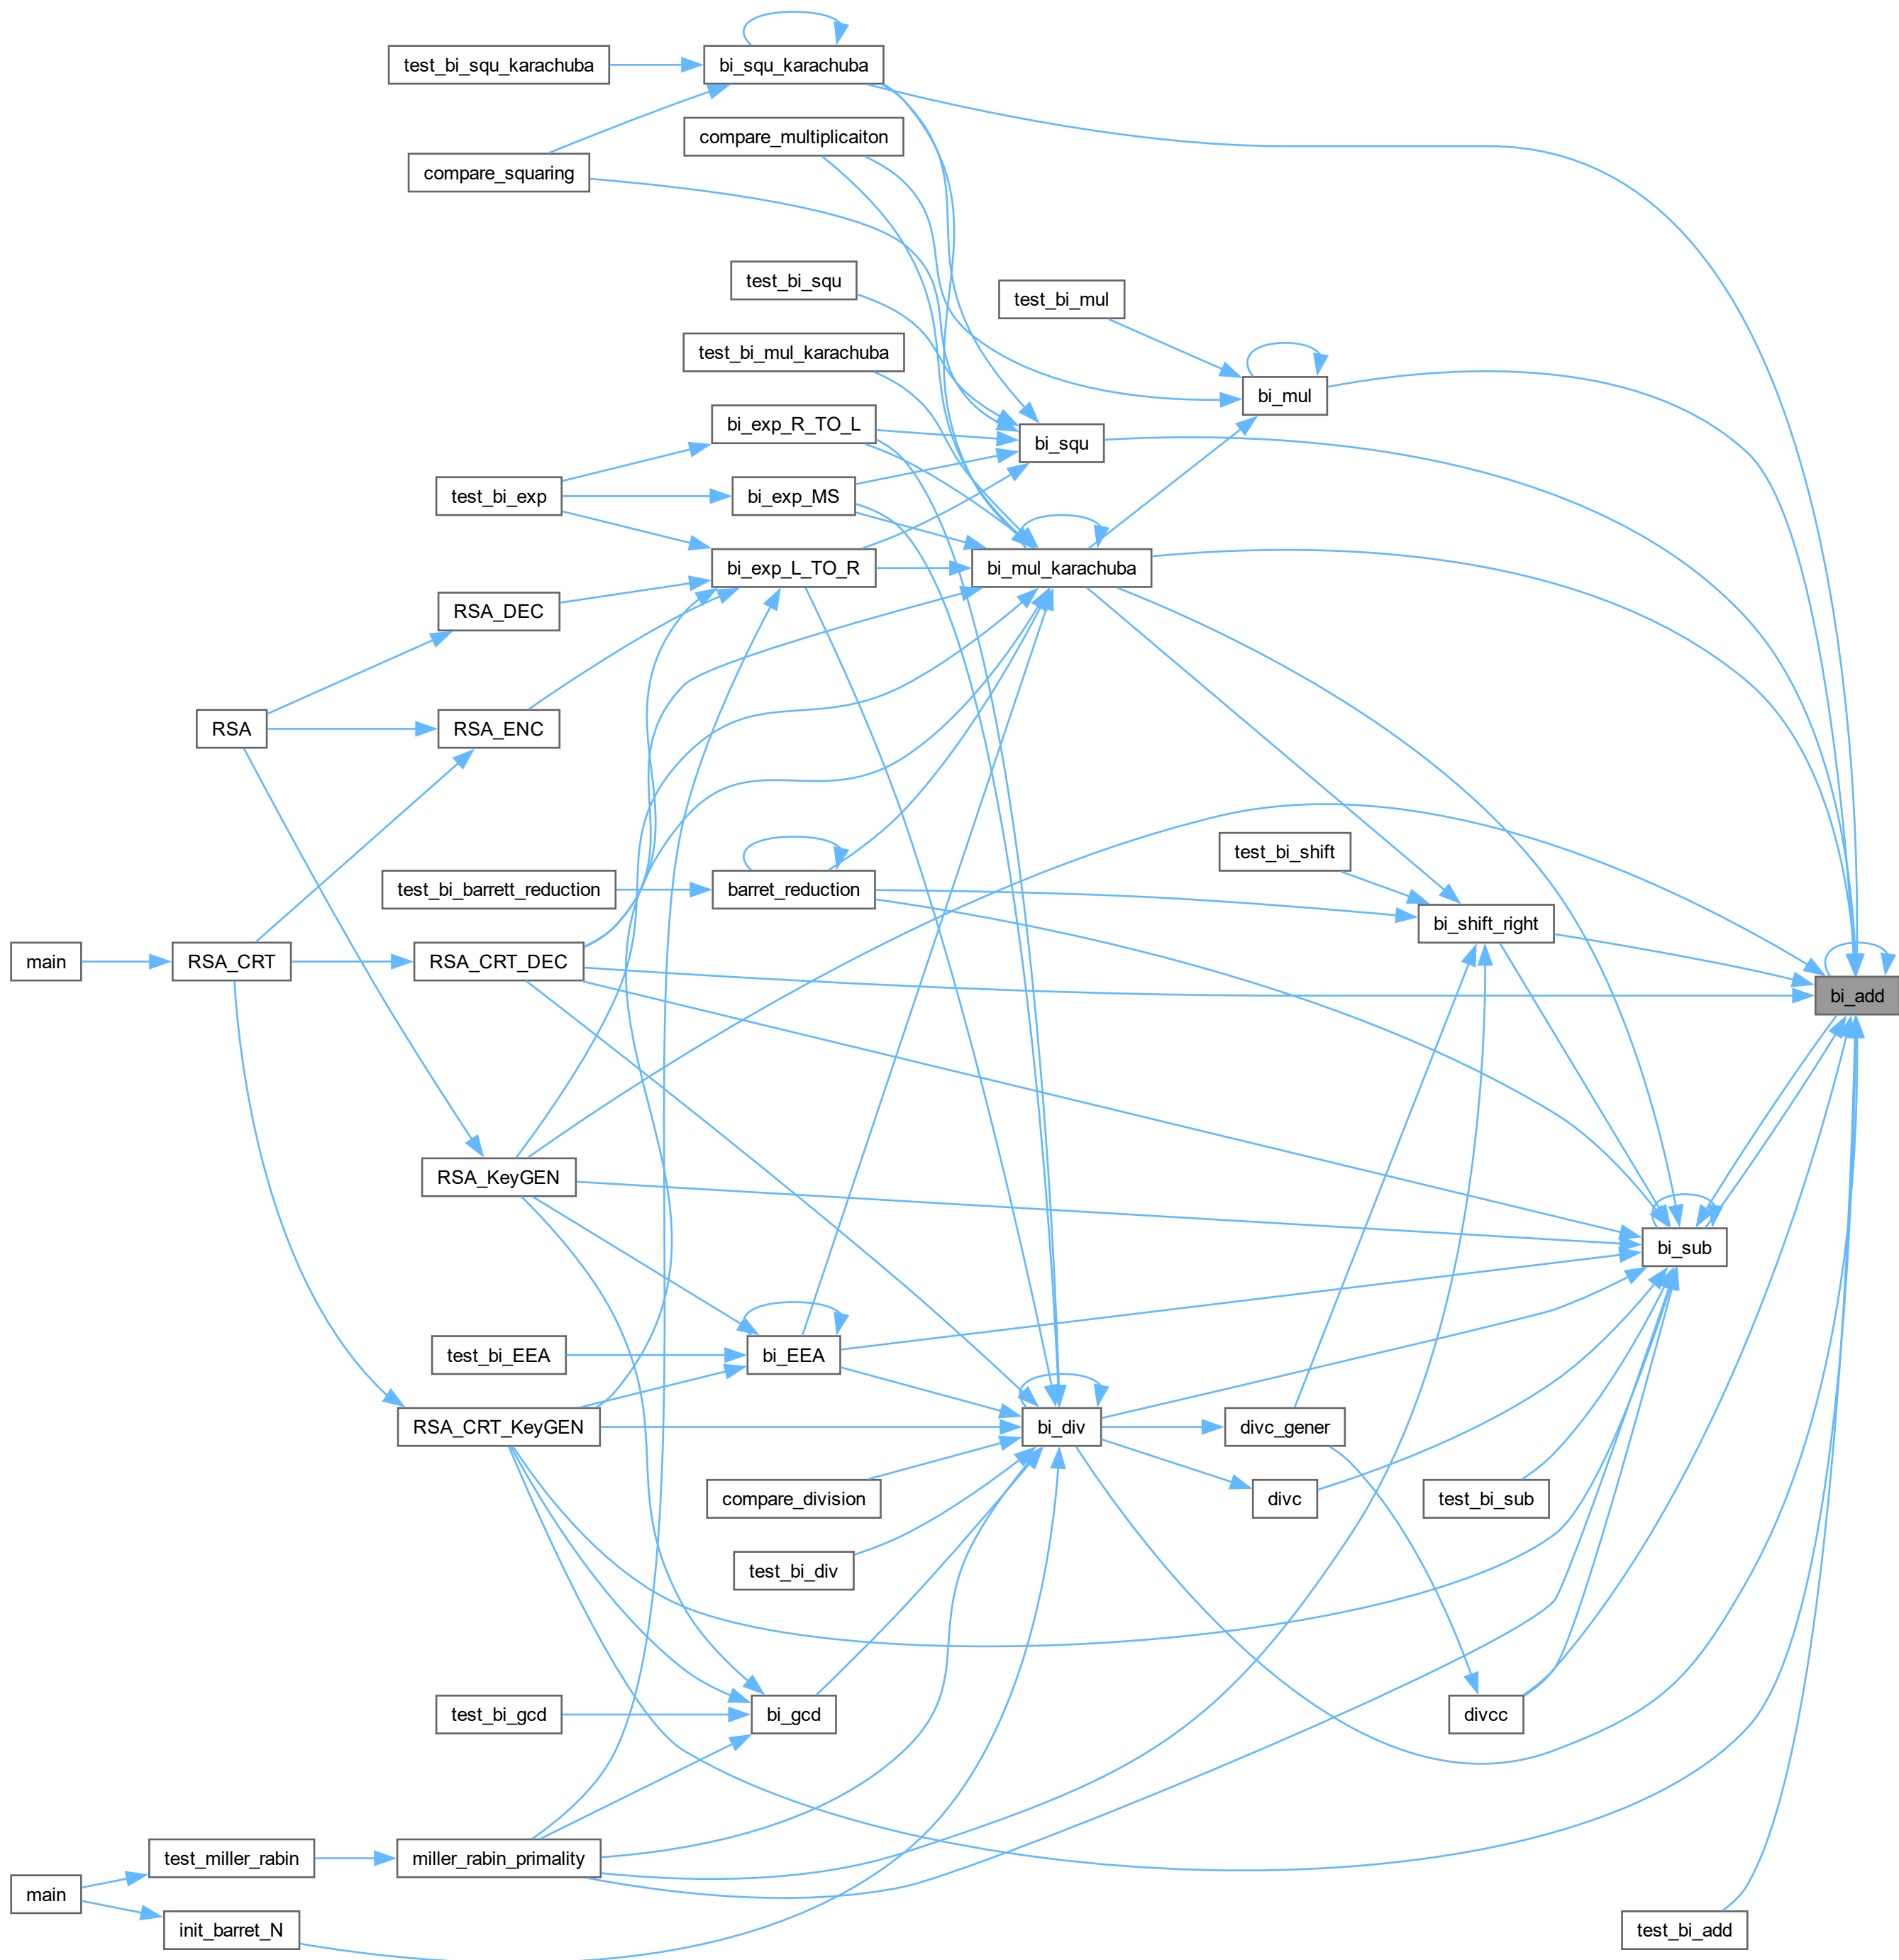 test_bi_squ_karachuba
bi_squ_karachuba
compare_multiplicaiton
compare_squaring
test_bi_squ
test_bi_mul
test_bi_mul_karachuba
bi_mul
bi_exp_R_TO_L
bi_squ
test_bi_exp
bi_exp_MS
bi_exp_L_TO_R
bi_mul_karachuba
RSA_DEC
RSA
RSA_ENC
test_bi_shift
test_bi_barrett_reduction
barret_reduction
bi_shift_right
main
RSA_CRT
RSA_CRT_DEC
bi_add
RSA_KeyGEN
bi_sub
test_bi_EEA
bi_EEA
RSA_CRT_KeyGEN
bi_div
divc_gener
compare_division
divc
test_bi_sub
test_bi_div
test_bi_gcd
bi_gcd
divcc
test_miller_rabin
miller_rabin_primality
main
init_barret_N
test_bi_add